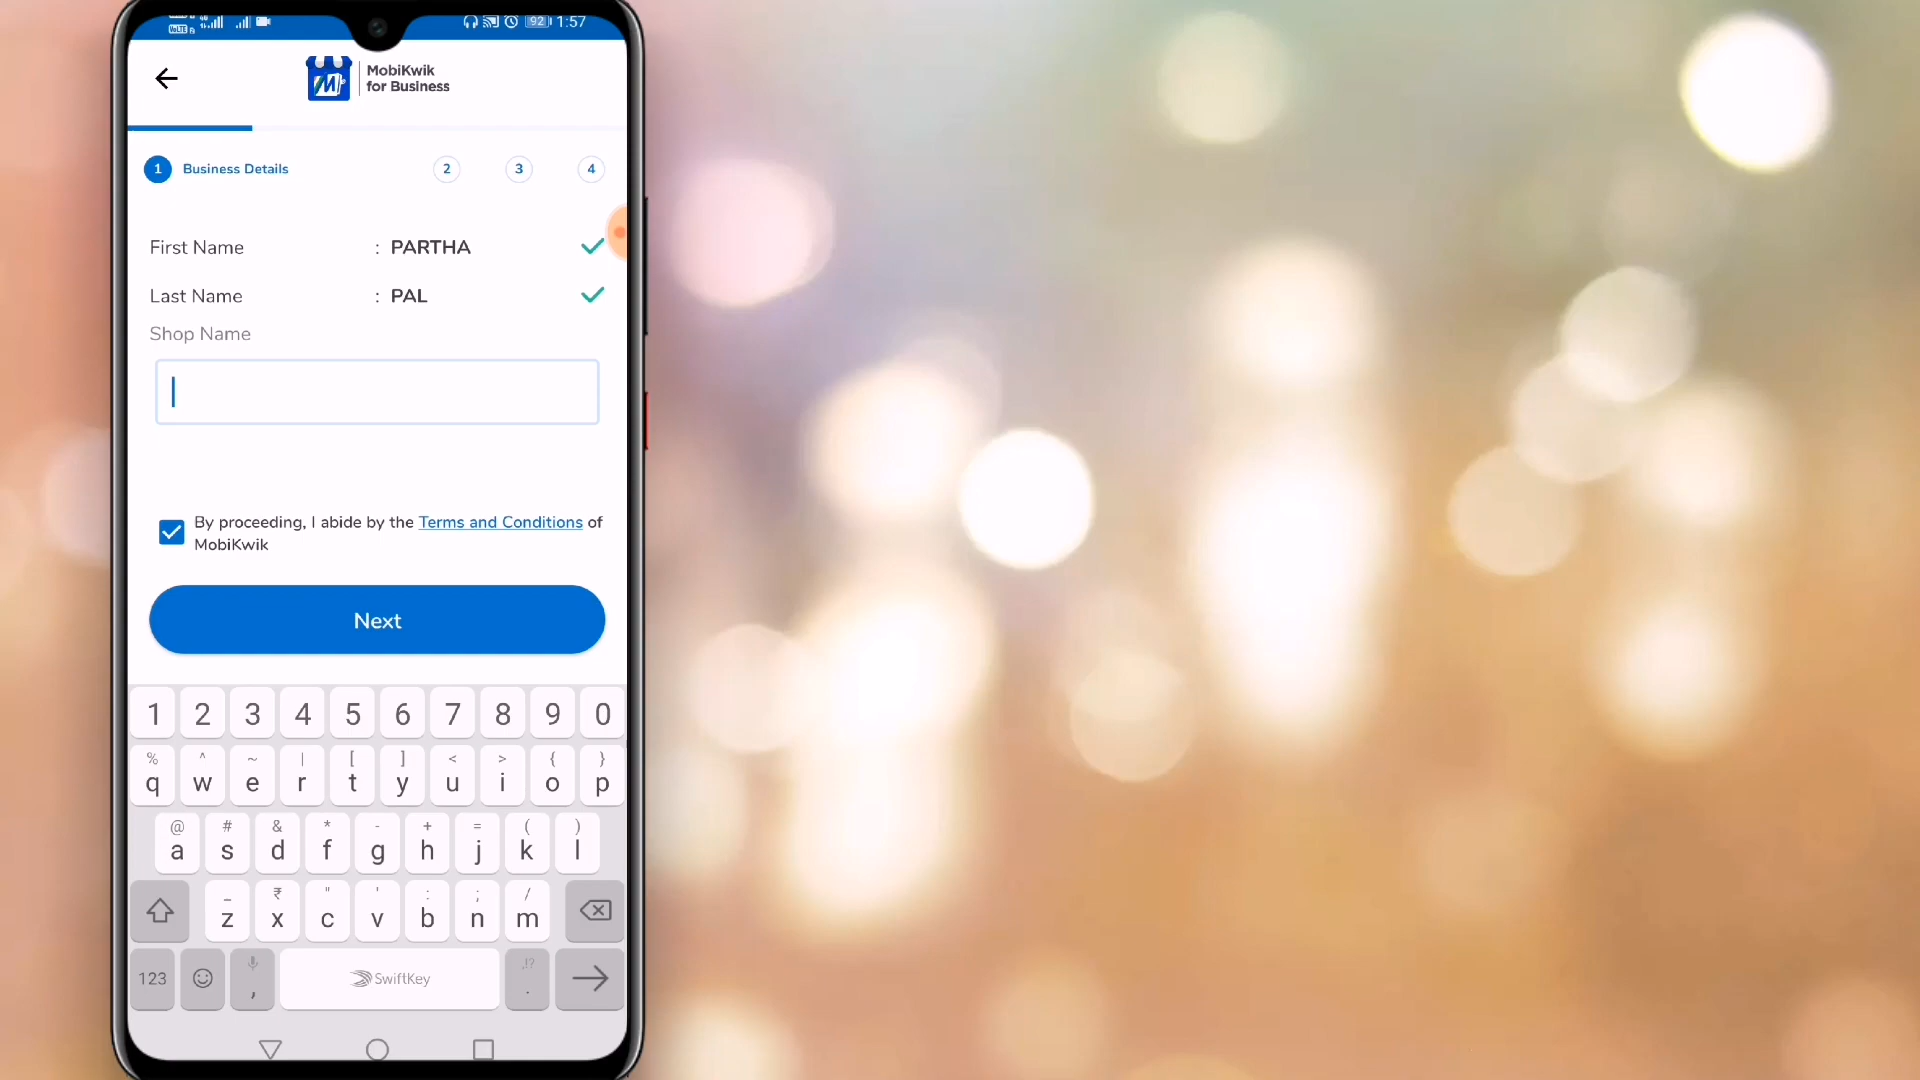 92 1:57
MobiKwik
for Business
1 Business Details 2 3 4
First Name : PARTHA
Last Name : PAL
Shop Name
By proceeding, I abide by the Terms and Conditions of
MobiKwik
Next
1 2 3 4 5 6 7 8 9 0
% ^ ~ | [ ] < > { }
q w e r t y u i o p
@ # & * - + = ( )
a s d f g h j k l
_ ₹ " ' : ; /
z x c v b n m
123 , SwiftKey ,!? .